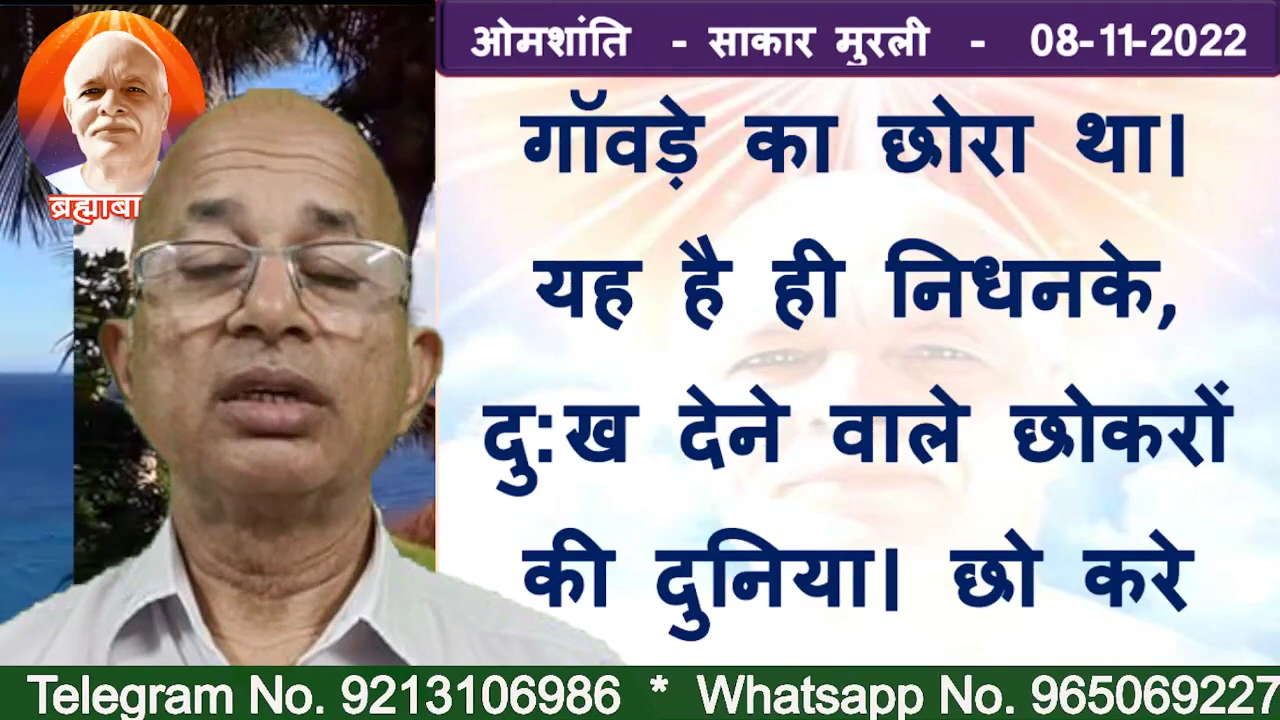 ओमशांति - साकार मुरली - 08-11-2022
ब्रह्माबा
गॉवड़े का छोरा था।
यह है ही निधनके,
दु:ख देने वाले छोकरों
की दुनिया। छो करे
Telegram No. 9213106986 * Whatsapp No. 965069227